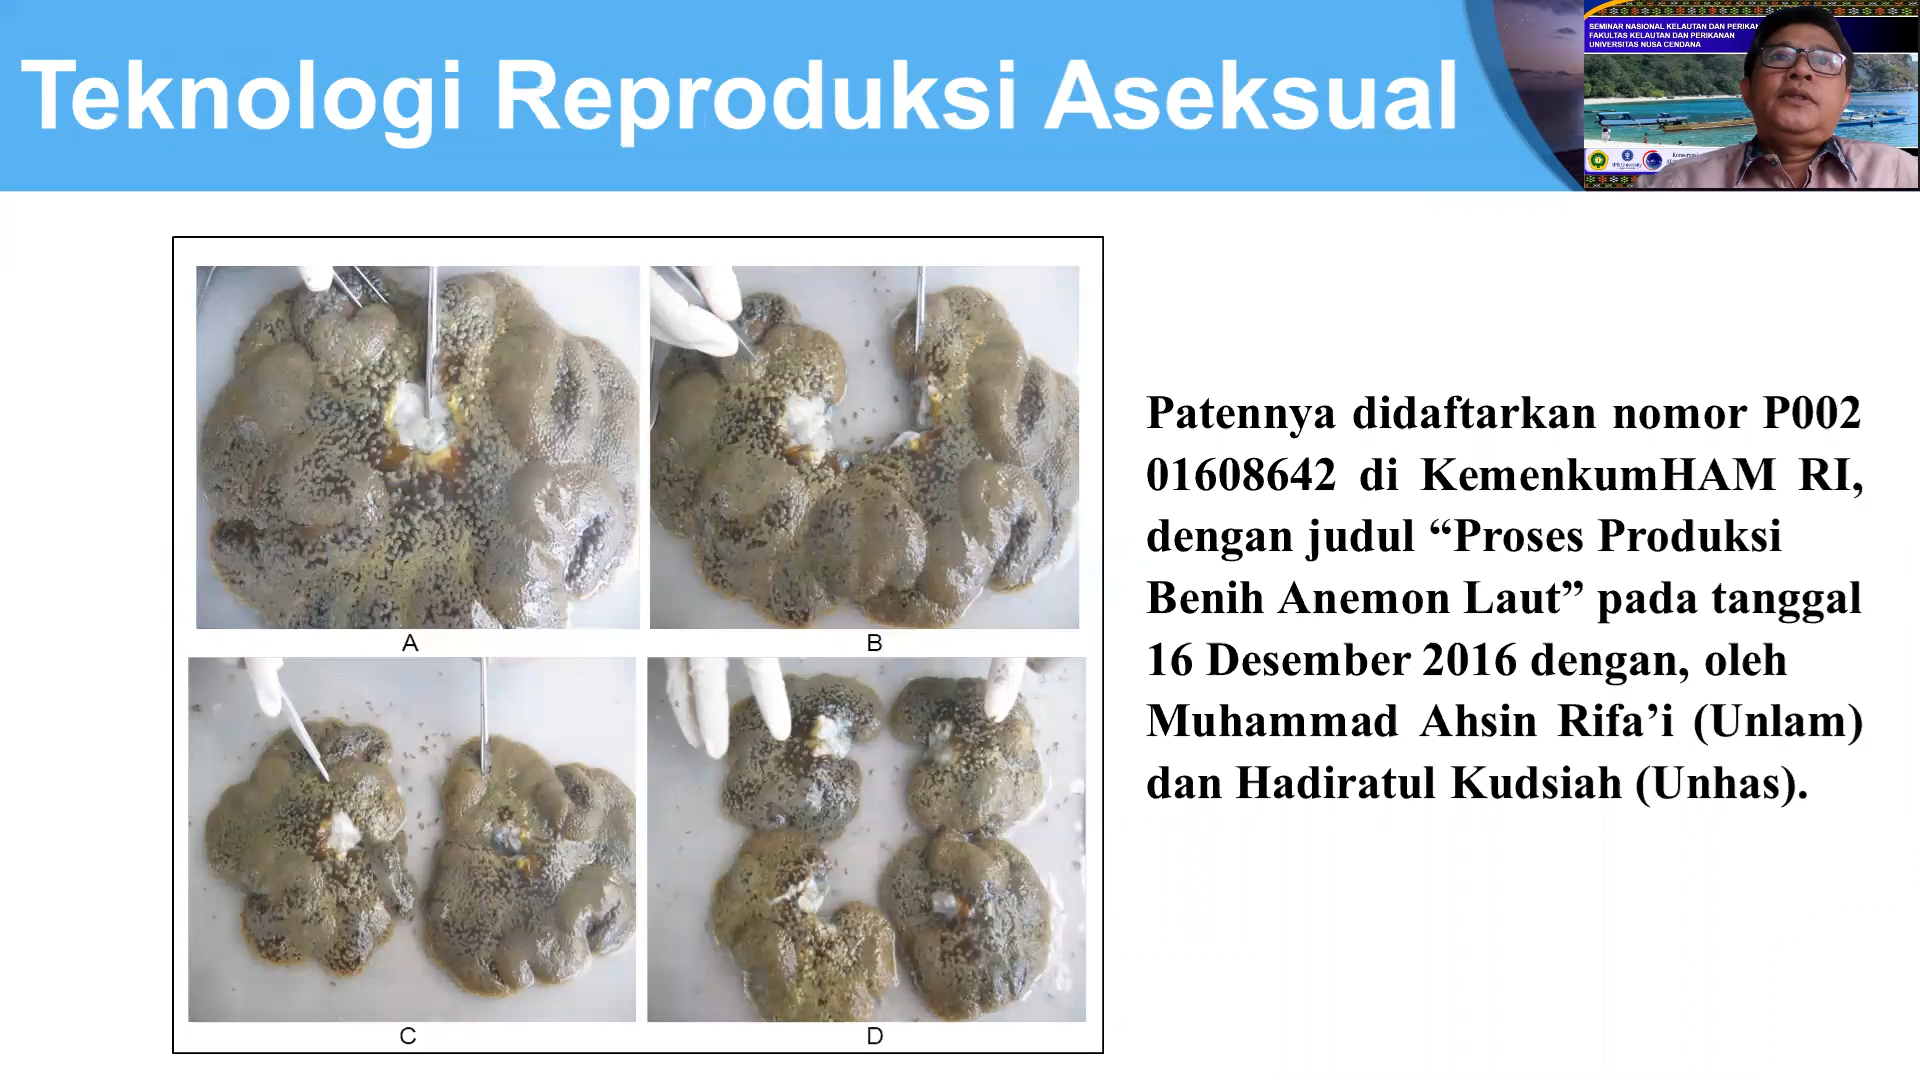 Teknologi Reproduksi Aseksual
SEMINAR NASIONAL KELAUTAN DAN
FAKULTAS KELAUTAN DAN PERIKANAN
UNIVERSITAS NUSA CENDANA
IPB University
A
B
C
D
Patennya didaftarkan nomor P002
01608642 di KemenkumHAM RI,
dengan judul “Proses Produksi
Benih Anemon Laut” pada tanggal
16 Desember 2016 dengan, oleh
Muhammad Ahsin Rifa’i (Unlam)
dan Hadiratul Kudsiah (Unhas).